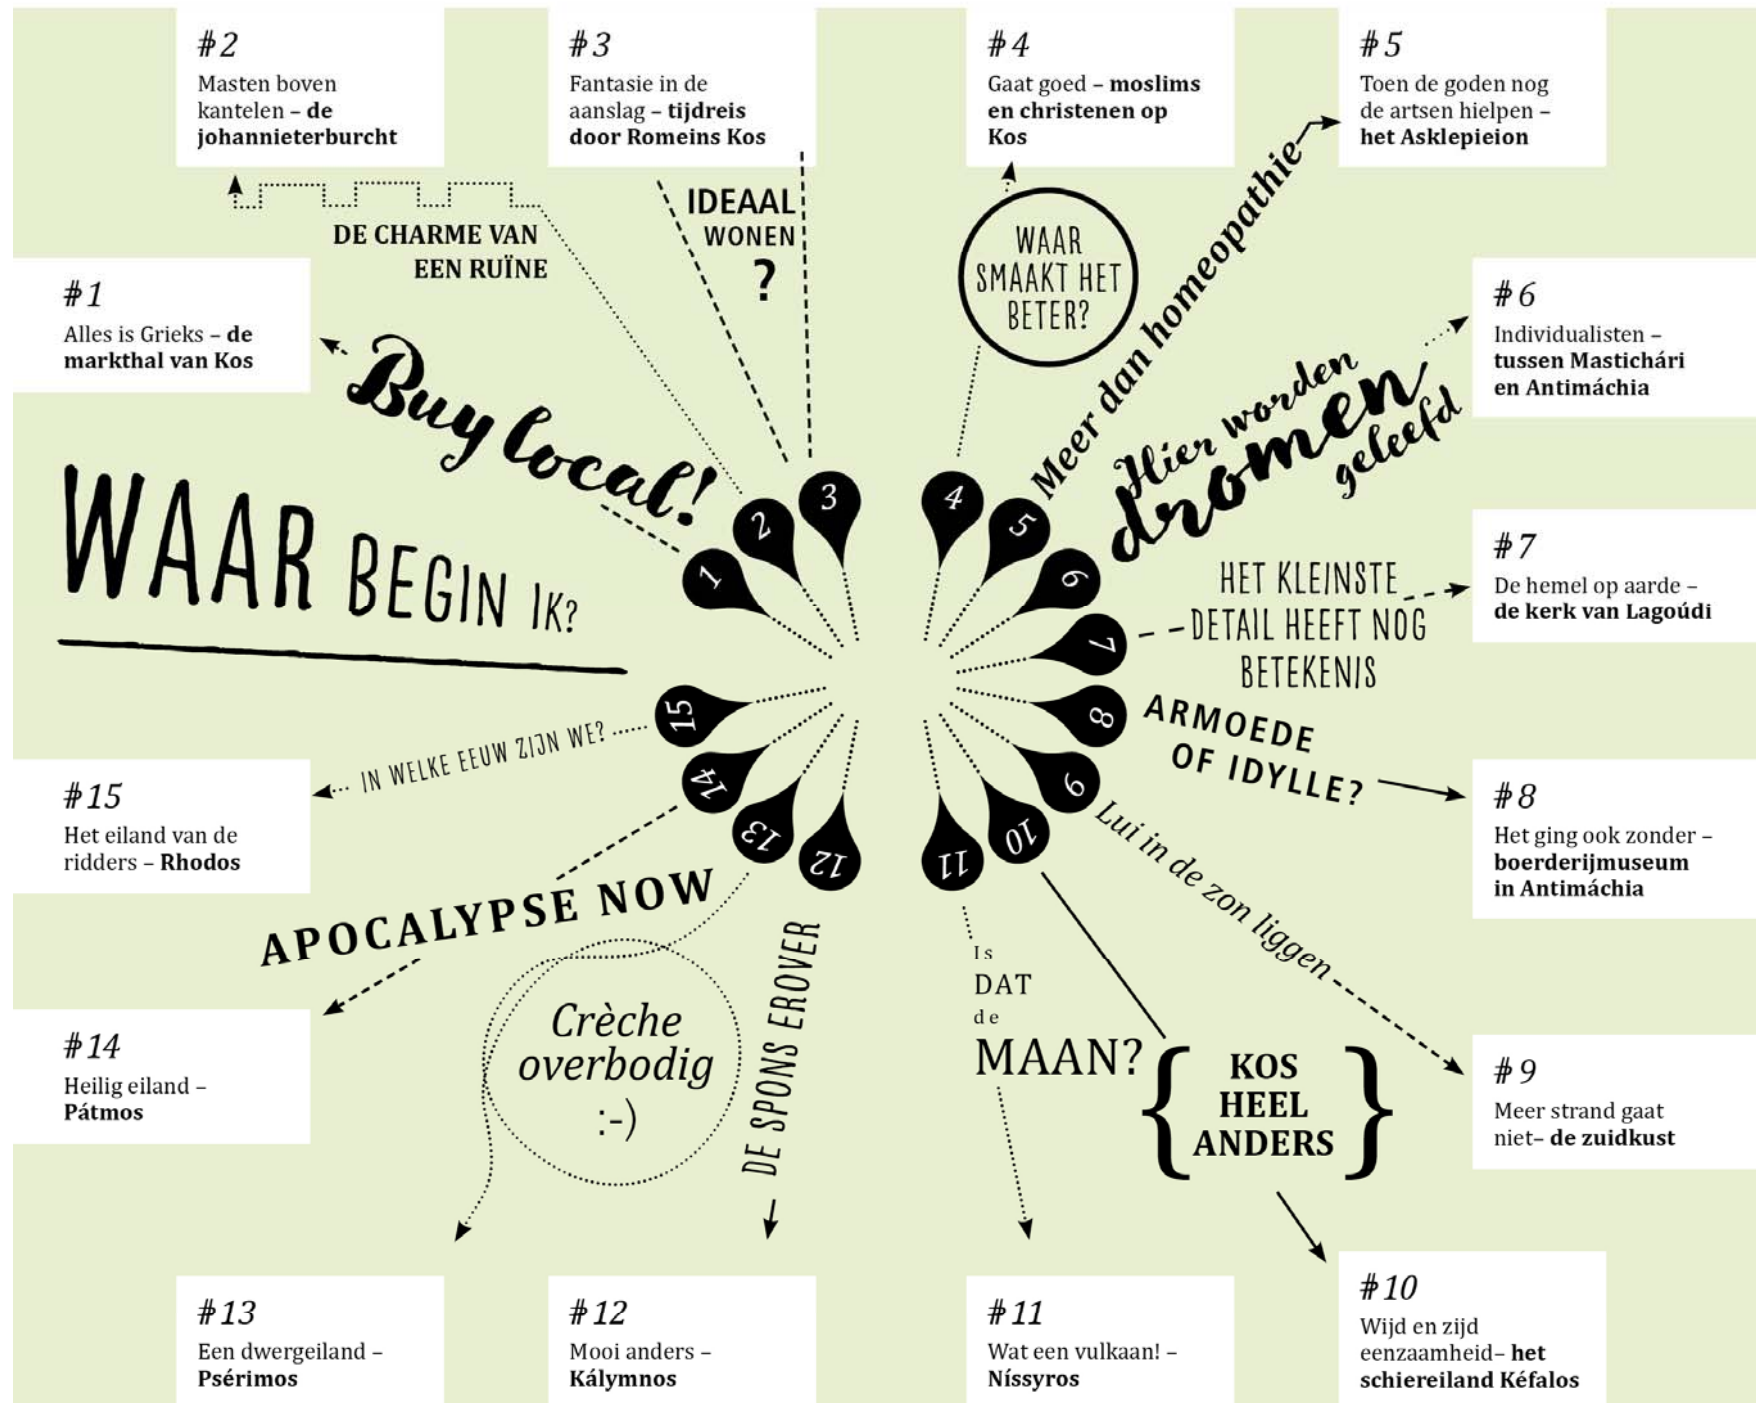 #2
Masten boven
kantelen – de
johannieterburcht
#3
Fantasie in de
aanslag – tijdreis
door Romeins Kos
#4
Gaat goed – moslims
en christenen op
Kos
#5
Toen de goden nog
de artsen hielpen –
het Asklepieion
DE CHARME VAN
EEN RUÏNE
IDEAAL
WONEN
?
WAAR
SMAAKT HET
BETER?
Meer dan homeopathie
#1
Alles is Grieks – de
markthal van Kos
Buy local!
Hier worden
dromen
geleefd
#6
Individualisten –
tussen Mastichári
en Antimáchia
WAAR BEGIN IK?
1
2
3
4
5
6
7
8
9
10
11
12
13
14
15
HET KLEINSTE
DETAIL HEEFT NOG
BETEKENIS
#7
De hemel op aarde –
de kerk van Lagoúdi
ARMOEDE
OF IDYLLE?
#8
Het ging ook zonder –
boerderijmuseum
in Antimáchia
IN WELKE EEUW ZIJN WE?
#15
Het eiland van de
ridders – Rhodos
APOCALYPSE NOW
#14
Heilig eiland –
Pátmos
Crèche
overbodig
:-)
DE SPONS EROVER
Is
DAT
de
MAAN?
{ KOS
HEEL
ANDERS }
Lui in de zon liggen
#9
Meer strand gaat
niet– de zuidkust
#13
Een dwergeiland –
Psérimos
#12
Mooi anders –
Kálymnos
#11
Wat een vulkaan! –
Níssyros
#10
Wijd en zijd
eenzaamheid– het
schiereiland Kéfalos